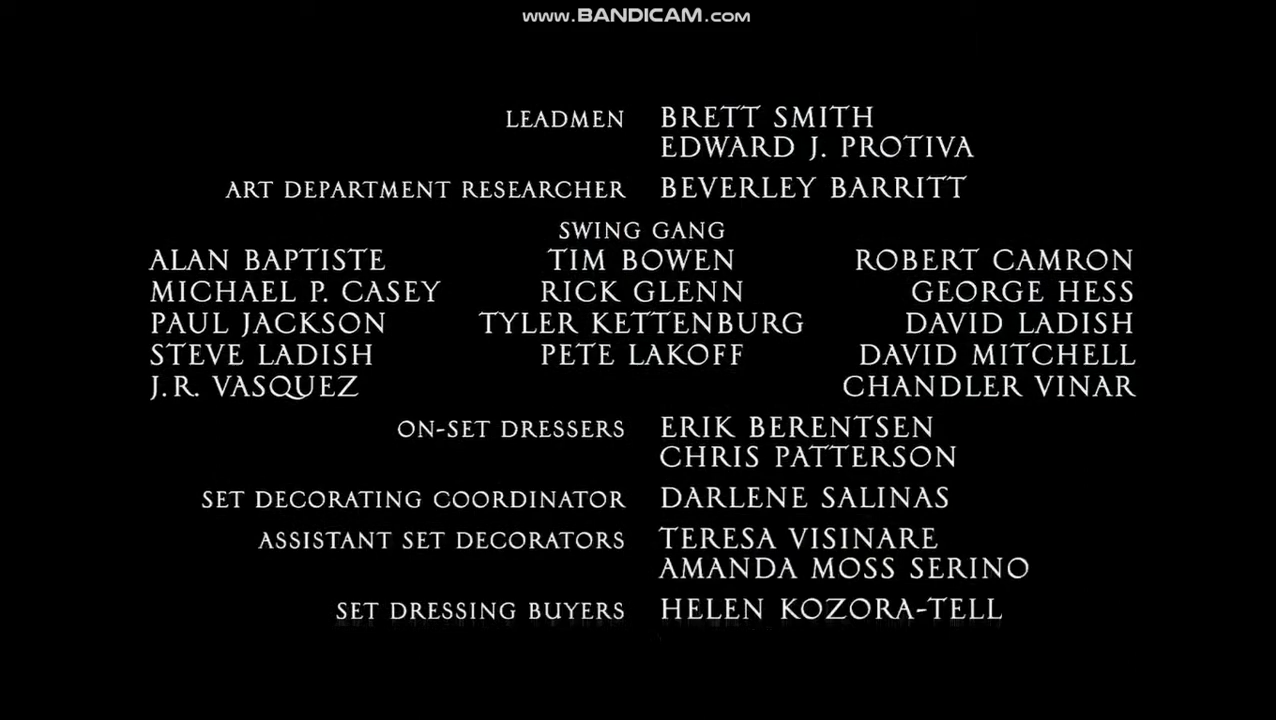 www.BANDICAM.com
LEADMEN BRETT SMITH
EDWARD J. PROTIVA
ART DEPARTMENT RESEARCHER BEVERLEY BARRITT
SWING GANG
ALAN BAPTISTE TIM BOWEN ROBERT CAMRON
MICHAEL P. CASEY RICK GLENN GEORGE HESS
PAUL JACKSON TYLER KETTENBURG DAVID LADISH
STEVE LADISH PETE LAKOFF DAVID MITCHELL
J.R. VASQUEZ CHANDLER VINAR
ON-SET DRESSERS ERIK BERENTSEN
CHRIS PATTERSON
SET DECORATING COORDINATOR DARLENE SALINAS
ASSISTANT SET DECORATORS TERESA VISINARE
AMANDA MOSS SERINO
SET DRESSING BUYERS HELEN KOZORA-TELL